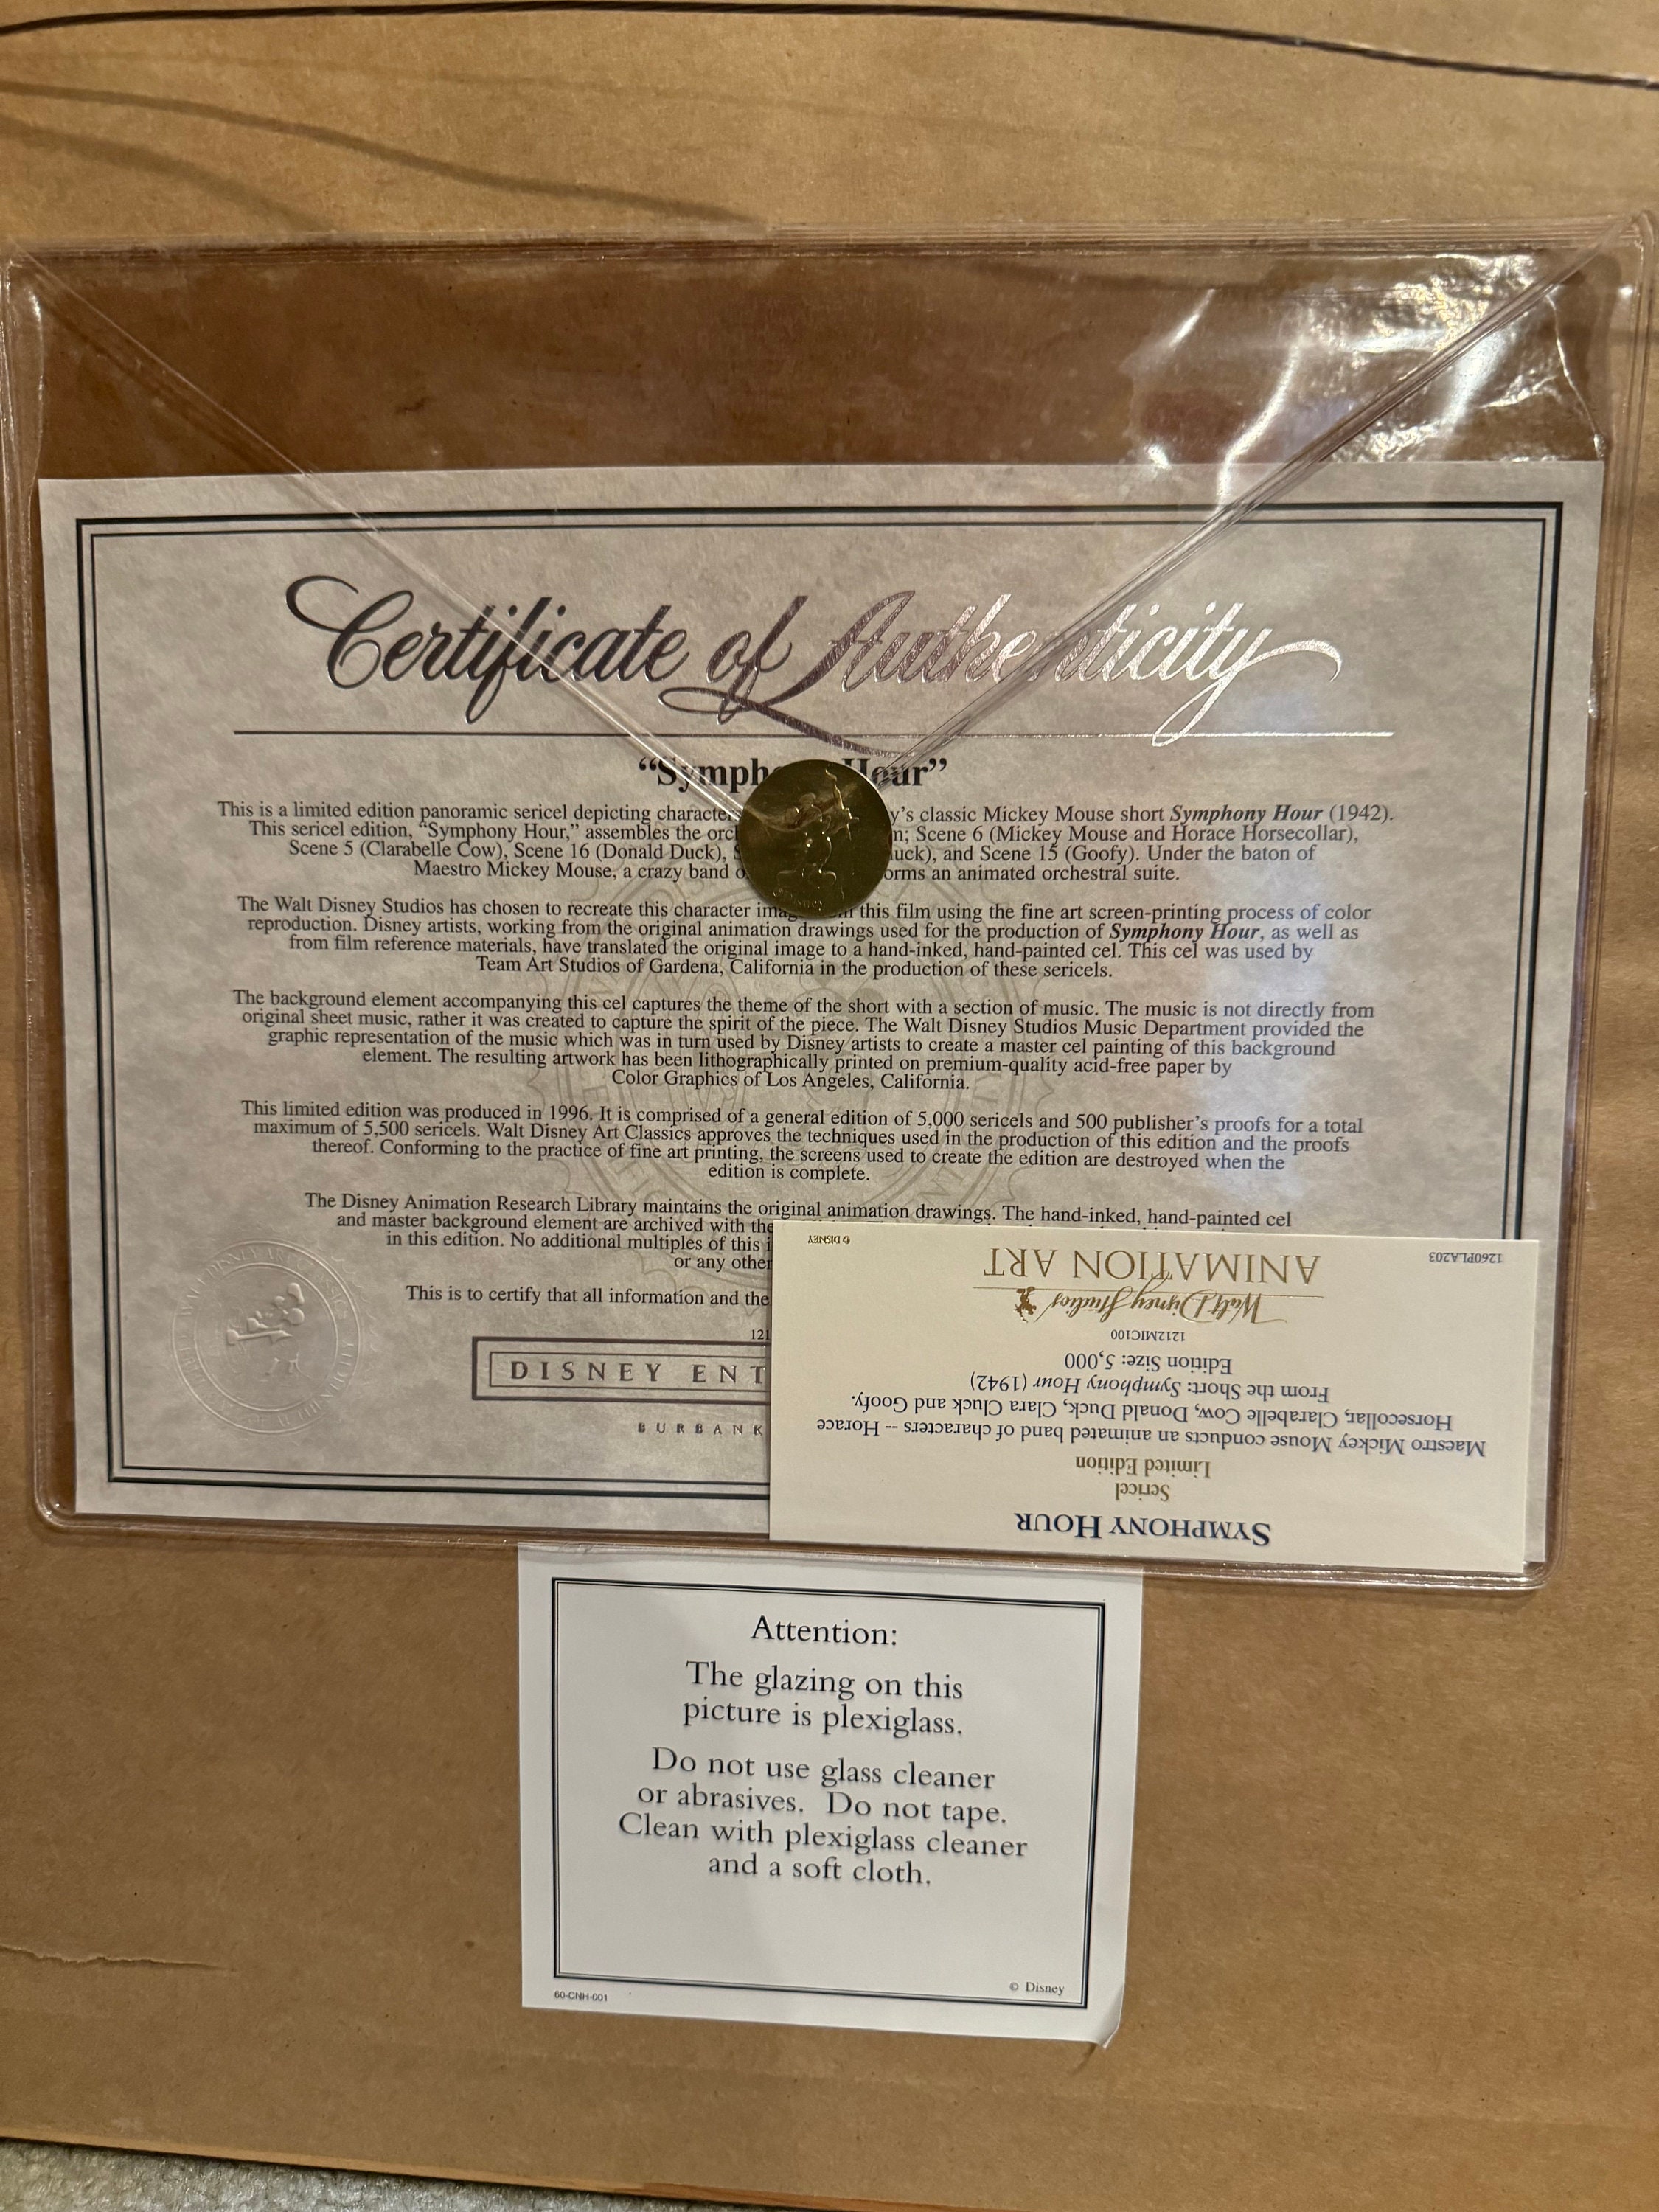 Certificate of Authenticity
“Symph Hour”
This is a limited edition panoramic sericel depicting character y’s classic Mickey Mouse short Symphony Hour (1942).
This sericel edition, “Symphony Hour,” assembles the orc m; Scene 6 (Mickey Mouse and Horace Horsecollar),
Scene 5 (Clarabelle Cow), Scene 16 (Donald Duck), S uck), and Scene 15 (Goofy). Under the baton of
Maestro Mickey Mouse, a crazy band o orms an animated orchestral suite.
The Walt Disney Studios has chosen to recreate this character imag m this film using the fine art screen-printing process of color
reproduction. Disney artists, working from the original animation drawings used for the production of Symphony Hour, as well as
from film reference materials, have translated the original image to a hand-inked, hand-painted cel. This cel was used by
Team Art Studios of Gardena, California in the production of these sericels.
The background element accompanying this cel captures the theme of the short with a section of music. The music is not directly from
original sheet music, rather it was created to capture the spirit of the piece. The Walt Disney Studios Music Department provided the
graphic representation of the music which was in turn used by Disney artists to create a master cel painting of this background
element. The resulting artwork has been lithographically printed on premium-quality acid-free paper by
Color Graphics of Los Angeles, California.
This limited edition was produced in 1996. It is comprised of a general edition of 5,000 sericels and 500 publisher’s proofs for a total
maximum of 5,500 sericels. Walt Disney Art Classics approves the techniques used in the production of this edition and the proofs
thereof. Conforming to the practice of fine art printing, the screens used to create the edition are destroyed when the
edition is complete.
The Disney Animation Research Library maintains the original animation drawings. The hand-inked, hand-painted cel
and master background element are archived with the
in this edition. No additional multiples of this i
or any other
This is to certify that all information and the
121
DISNEY ENT
BURBANK
SYMPHONY HOUR
Sericel
Limited Edition
Maestro Mickey Mouse conducts an animated band of characters -- Horace
Horsecollar, Clarabelle Cow, Donald Duck, Clara Cluck and Goofy.
From the Short: Symphony Hour (1942)
Edition Size: 5,000
1212MIC100
Walt Disney Studios
ANIMATION ART
1260PLA203
© DISNEY
Attention:
The glazing on this
picture is plexiglass.
Do not use glass cleaner
or abrasives. Do not tape.
Clean with plexiglass cleaner
and a soft cloth.
© Disney
60-CNH-001